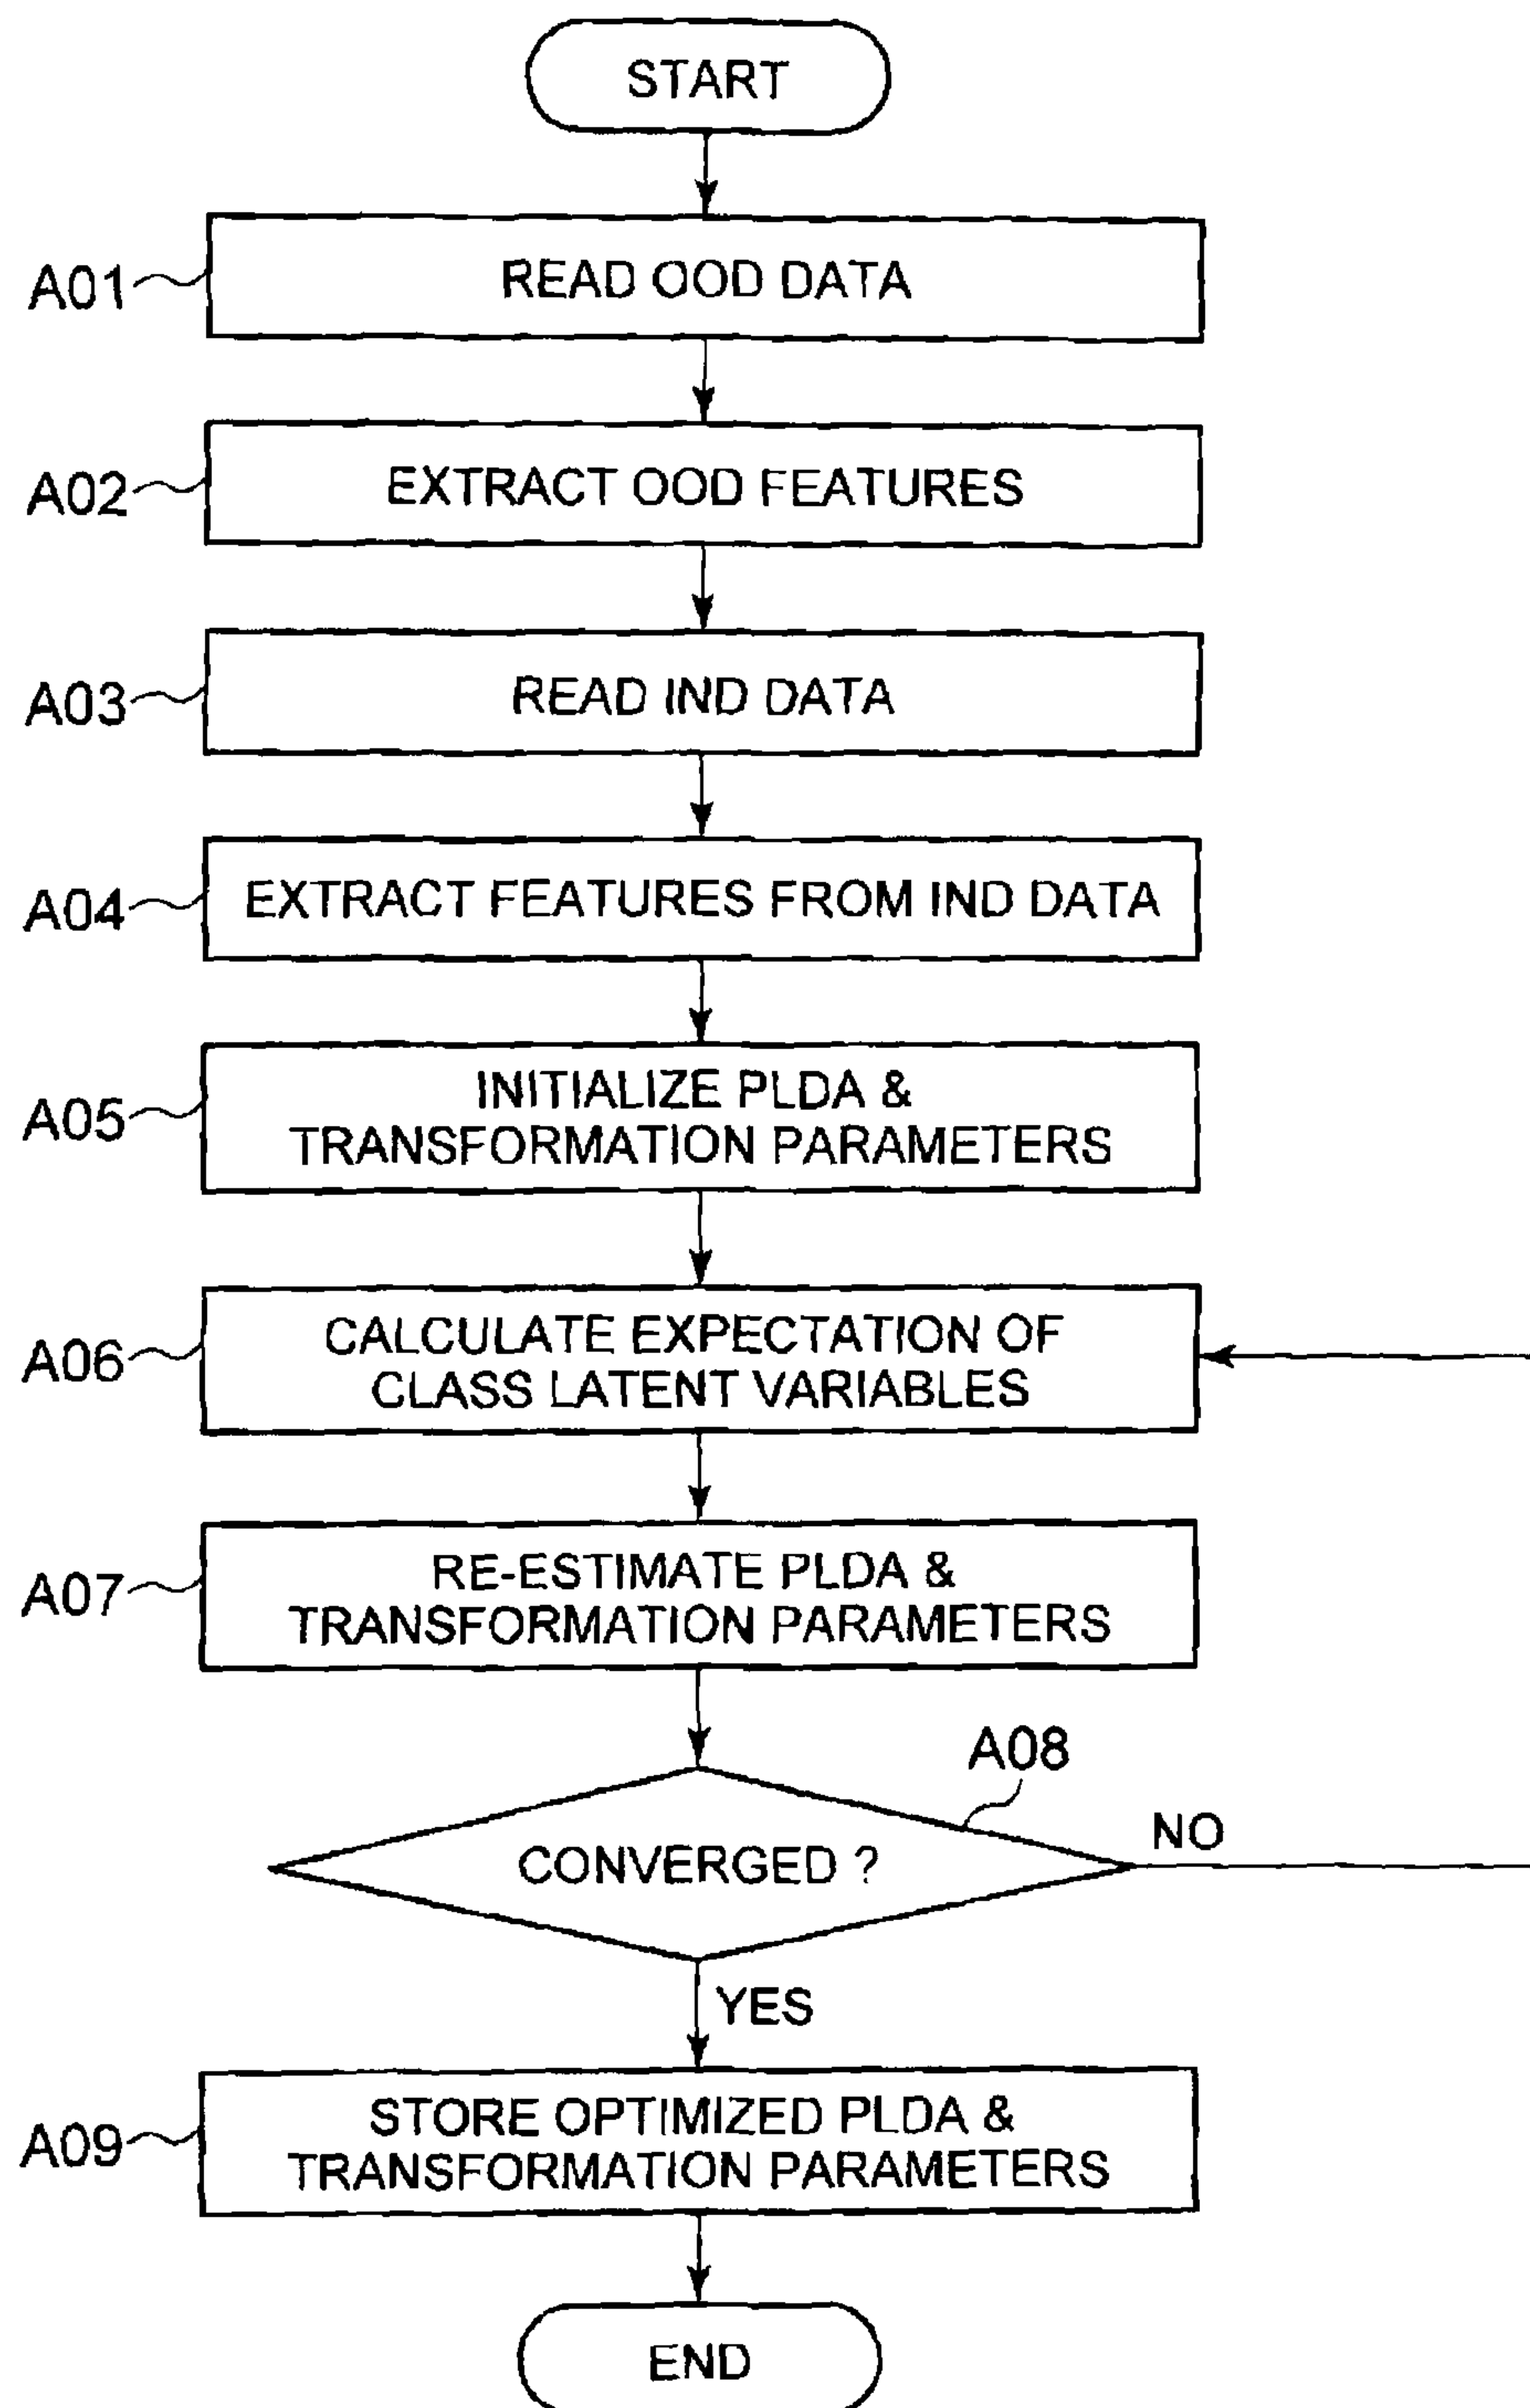 START
A01
READ OOD DATA
A02
EXTRACT OOD FEATURES
A03
READ IND DATA
A04
EXTRACT FEATURES FROM IND DATA
A05
INITIALIZE PLDA &
TRANSFORMATION PARAMETERS
A06
CALCULATE EXPECTATION OF
CLASS LATENT VARIABLES
A07
RE-ESTIMATE PLDA &
TRANSFORMATION PARAMETERS
A08
CONVERGED ?
NO
YES
A09
STORE OPTIMIZED PLDA &
TRANSFORMATION PARAMETERS
END